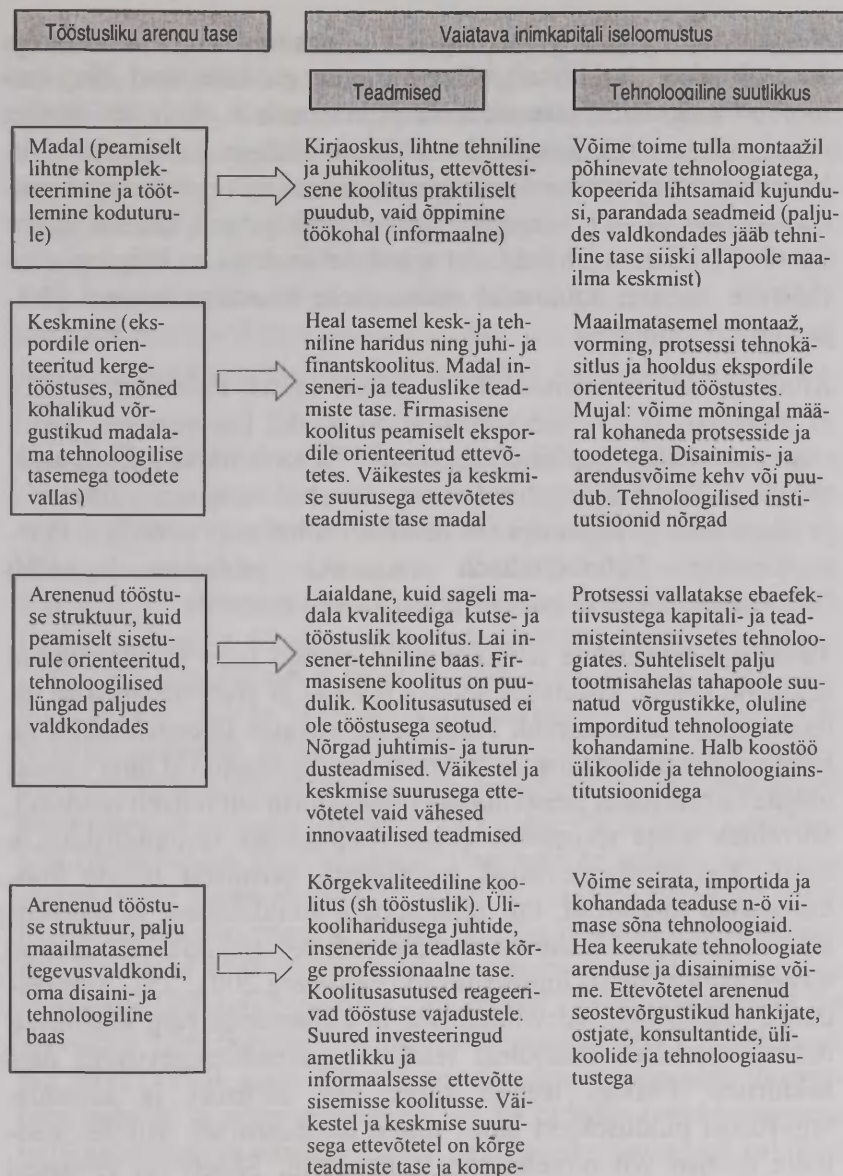 Tööstusliku arengu taseme
Vaiatava inimkapitali iseloomustus
Teadmised
Tehnoloogiline suutlikkus
Madal (peamiselt
lihtne komplek-
teerimine ja tööt-
lemine koduturu-
le)
Kirjaoskus, lihtne tehniline
ja juhikoolitus, ettevõttesi-
sene koolitus praktiliselt
puudub, vaid õppimine
töökohal (informaalne)
Võime toime tulla montaažil
põhinevate tehnoloogiatega,
kopeerida lihtsamaid kujundu-
si, parandada seadmeid (palju-
des valdkondades jääb tehni-
line tase siiski allapoole maa-
ilma keskmist)
Keskmine (eks-
pordile orien-
teeritud kerge-
tööstuses, mõned
kohalikud võr-
gustikud madala-
ma tehnoloogilise
tasemega toodete
vallas)
Heal tasemel kesk- ja teh-
niline haridus ning juhi- ja
finantskoolitus. Madal in-
seneri- ja teaduslike tead-
miste tase. Firmasisene
koolitus peamiselt ekspor-
dile orienteeritud ettevõ-
tetes. Väikestes ja keskmi-
se suurusega ettevõtetes
teadmiste tase madal
Maailmatasemel montaaž,
vorming, protsessi tehnokä-
sitlus ja hooldus ekspordile
orienteeritud tööstustes.
Mujal: võime mõningal mää-
ral kohaneda protsesside ja
toodetega. Disainimis- ja
arendusvõime kehv või puu-
dub. Tehnoloogilised insti-
tutsioonid nõrgad
Arenenud tööstu-
se struktuur, kuid
peamiselt sisetu-
rule orienteeritud,
tehnoloogilised
lüngad paljudes
valdkondades
Laialdane, kuid sageli ma-
dala kvaliteediga kutse- ja
tööstuslik koolitus. Lai in-
sener-tehniline baas. Fir-
masisene koolitus on puu-
dulik. Koolitusasutused ei
ole tööstusega seotud.
Nõrgad juhtimis- ja turun-
dusteadmised. Väikestel ja
keskmise suurusega ette-
võtetel vaid vähesed
innovaatilised teadmised
Protsessi vallatakse ebaefek-
tiivsustega kapitali- ja tead-
misteintensiivsetes tehnoloo-
giates. Suhteliselt palju
tootmisahelas tahapoole suu-
natud võrgustikke, oluline
imporditud tehnoloogiate
kohandamine. Halb koostöö
ülikoolide ja tehnoloogiains-
titutsioonidega
Arenenud tööstu-
se struktuur, palju
maailmatasemel
tegevusvaldkondi,
oma disaini- ja
tehnoloogiline
baas
Kõrgekvaliteediline koo-
litus (sh tööstuslik). Üli-
kooliharidusega juhtide,
inseneride ja teadlaste kõr-
ge professionaalne tase.
Koolitusasutused reageeri-
vad tööstuse vajadustele.
Suured investeeringud
ametlikku ja
informaalsesse ettevõtte
sisemisse koolitusse. Väi-
kestel ja keskmise suuru-
sega ettevõtetel on kõrge
teadmiste tase ja kompe-
Võime seirata, importida ja
kohandada teaduse n-ö vii-
mase sõna tehnoloogiaid.
Hea keerukate tehnoloogiate
arenduse ja disainimise või-
me. Ettevõtetel arenenud
seostevõrgustikud hankijate,
ostjate, konsultantide, üli-
koolide ja tehnoloogiaasu-
tustega